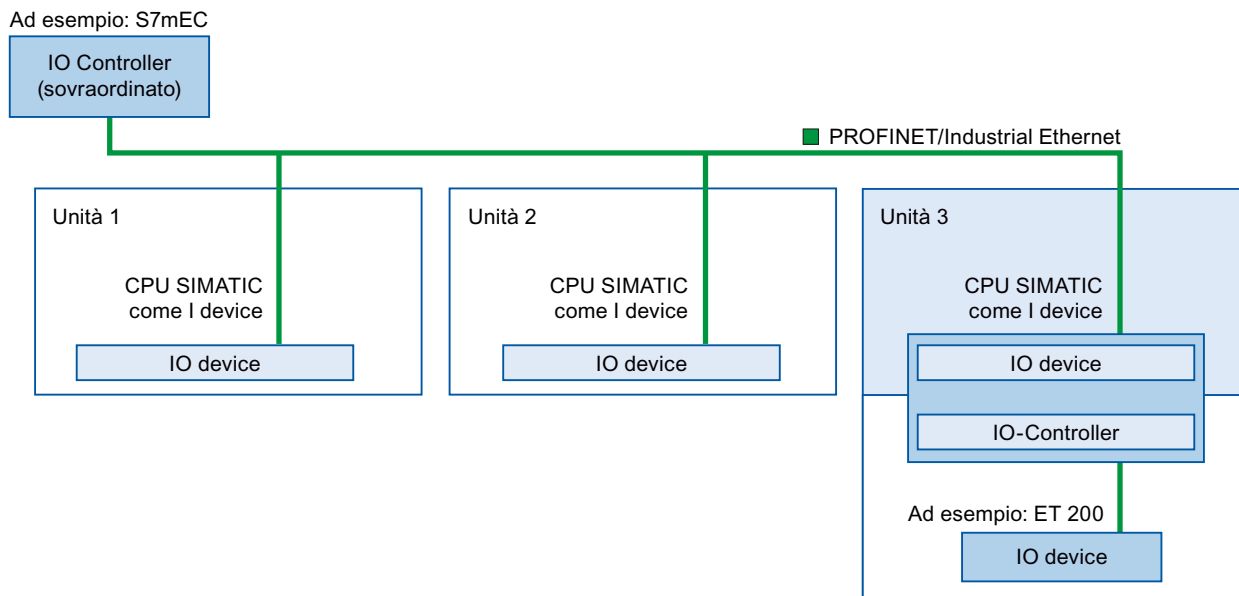 Ad esempio: S7mEC
IO Controller
(sovraordinato)
PROFINET/Industrial Ethernet
Unità 1
CPU SIMATIC
come I device
IO device
Unità 2
CPU SIMATIC
come I device
IO device
Unità 3
CPU SIMATIC
come I device
IO device
IO-Controller
Ad esempio: ET 200
IO device